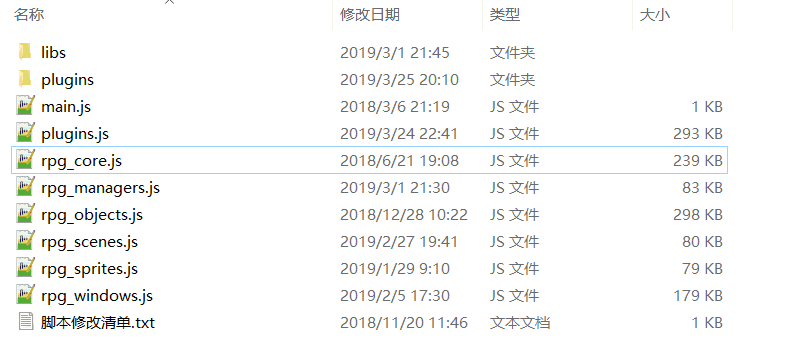 名称 修改日期 类型 大小
libs 2019/3/1 21:45 文件夹
plugins 2019/3/25 20:10 文件夹
main.js 2018/3/6 21:19 JS 文件 1 KB
plugins.js 2019/3/24 22:41 JS 文件 293 KB
rpg_core.js 2018/6/21 19:08 JS 文件 239 KB
rpg_managers.js 2019/3/1 21:30 JS 文件 83 KB
rpg_objects.js 2018/12/28 10:22 JS 文件 298 KB
rpg_scenes.js 2019/2/27 19:41 JS 文件 80 KB
rpg_sprites.js 2019/1/29 9:10 JS 文件 79 KB
rpg_windows.js 2019/2/5 17:30 JS 文件 179 KB
脚本修改清单.txt 2018/11/20 11:46 文本文档 1 KB